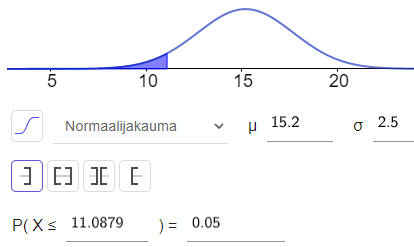 5 10 15 20
Normaalijakauma μ 15.2 σ 2.5
P( X ≤ 11.0879 ) = 0.05